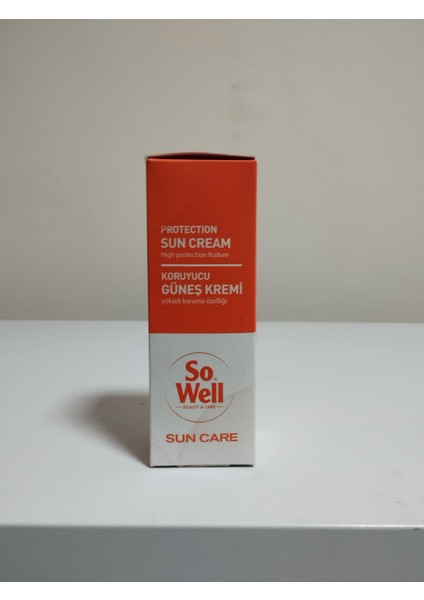 PROTECTION
SUN CREAM
High protection feature
KORUYUCU
GÜNEŞ KREMİ
yüksek koruma özelliği
So.
Well
BEAUTY & CARE
SUN CARE